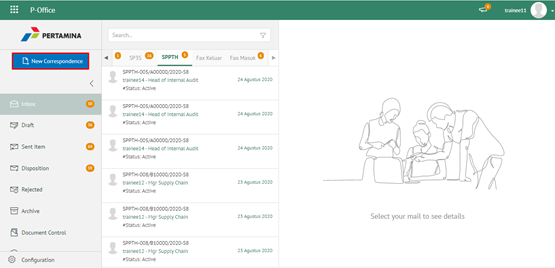 P-Office
trainee11
PERTAMINA
New Correspondence
Inbox
Draft
Sent item
Disposition
Rejected
Archive
Document Control
Configuration
Search...
SPTS
SPPTH
5
Fax Keluar
Fax Masuk
SPPTH-005/A00000/2020-S8
trainee14 - Head of Internal Audit
24 Agustus 2020
#Status: Active
SPPTH-005/A00000/2020-S8
trainee14 - Head of Internal Audit
24 Agustus 2020
#Status: Active
SPPTH-005/A00000/2020-S8
trainee14 - Head of Internal Audit
24 Agustus 2020
#Status: Active
SPPTH-008/B10000/2020-S8
trainee12 - Mgr Supply Chain
23 Agustus 2020
#Status: Active
SPPTH-008/B10000/2020-S8
trainee12 - Mgr Supply Chain
23 Agustus 2020
#Status: Active
SPPTH-008/B10000/2020-S8
trainee12 - Mgr Supply Chain
23 Agustus 2020
#Status: Active
Select your mail to see details